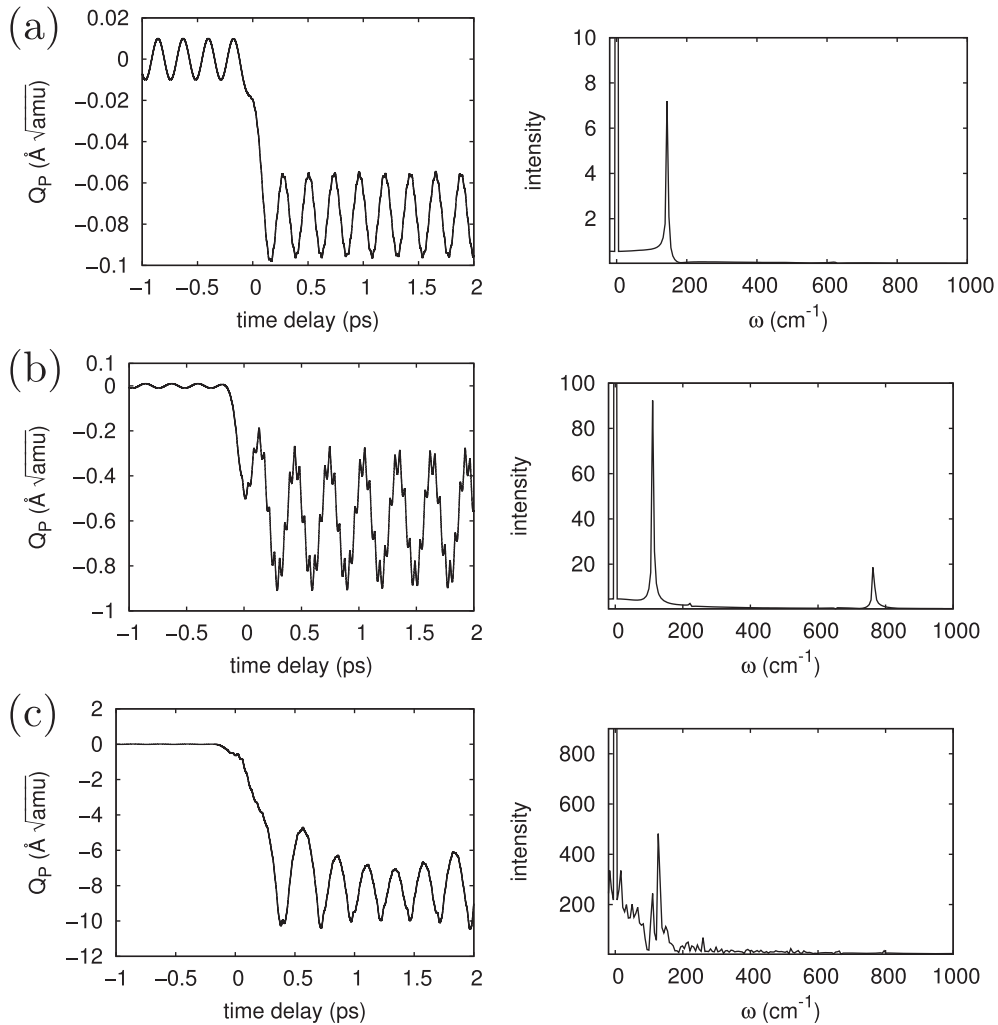 (a)
0.02
0
−0.02
−0.04
−0.06
−0.08
−0.1
Q_P (Å √amu)
−1 −0.5 0 0.5 1 1.5 2
time delay (ps)
10
8
6
4
2
intensity
0 200 400 600 800 1000
ω (cm⁻¹)
(b)
0.1
0
−0.2
−0.4
−0.6
−0.8
−1
Q_P (Å √amu)
−1 −0.5 0 0.5 1 1.5 2
time delay (ps)
100
80
60
40
20
intensity
0 200 400 600 800 1000
ω (cm⁻¹)
(c)
2
0
−2
−4
−6
−8
−10
−12
Q_P (Å √amu)
−1 −0.5 0 0.5 1 1.5 2
time delay (ps)
800
600
400
200
intensity
0 200 400 600 800 1000
ω (cm⁻¹)